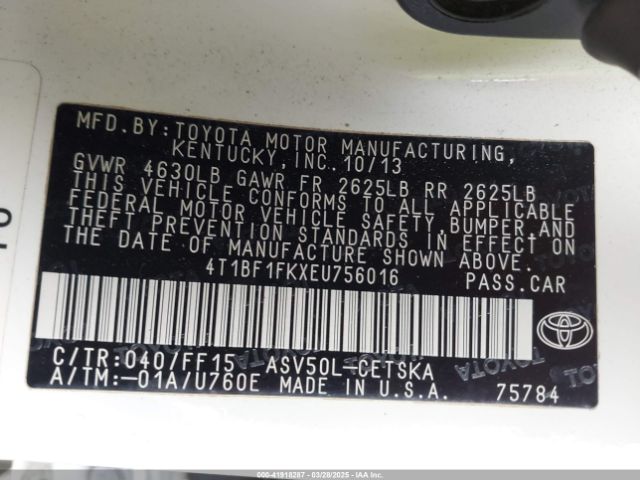 MFD. BY: TOYOTA MOTOR MANUFACTURING,
KENTUCKY, INC. 10/13
GVWR 4630LB GAWR FR 2625LB RR 2625LB
THIS VEHICLE CONFORMS TO ALL APPLICABLE
FEDERAL MOTOR VEHICLE SAFETY, BUMPER, AND
THEFT PREVENTION STANDARDS IN EFFECT ON
THE DATE OF MANUFACTURE SHOWN ABOVE.
4T1BF1FKXEU756016 PASS.CAR
C/TR:040/FF15 ASV50L-CETSKA
A/TM:-01A/U760E MADE IN U.S.A. 75784
000-41918287 - 03/28/2025 - IAAI.COM